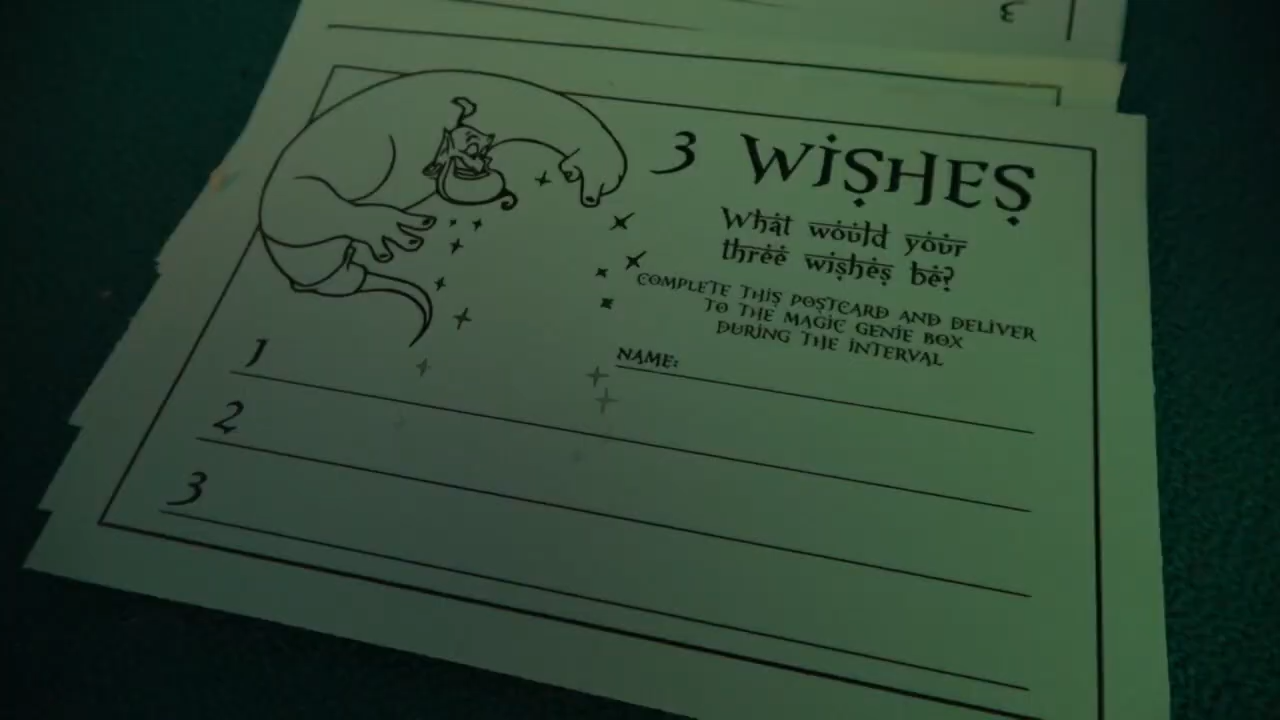 3
3 WISHES
What would your
three wishes be?
COMPLETE THIS POSTCARD AND DELIVER
TO THE MAGIC GENIE BOX
DURING THE INTERVAL
NAME:
1
2
3